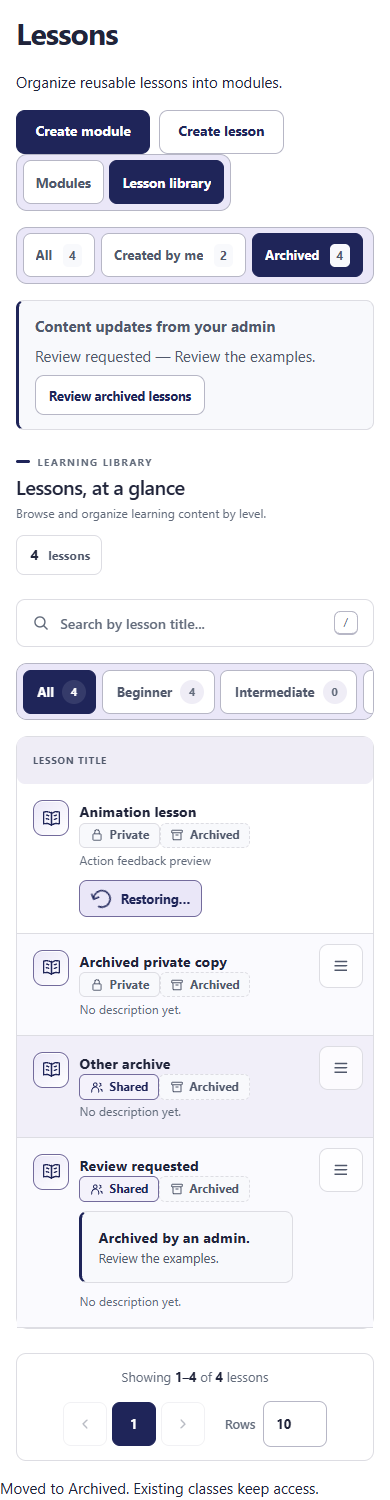 Lessons
Organize reusable lessons into modules.
Create module Create lesson
Modules Lesson library
All 4 Created by me 2 Archived 4
Content updates from your admin
Review requested — Review the examples.
Review archived lessons
LEARNING LIBRARY
Lessons, at a glance
Browse and organize learning content by level.
4 lessons
Search by lesson title... /
All 4 Beginner 4 Intermediate 0
LESSON TITLE
Animation lesson
Private Archived
Action feedback preview
Restoring...
Archived private copy
Private Archived
No description yet.
Other archive
Shared Archived
No description yet.
Review requested
Shared Archived
Archived by an admin.
Review the examples.
No description yet.
Showing 1–4 of 4 lessons
1 Rows 10
Moved to Archived. Existing classes keep access.